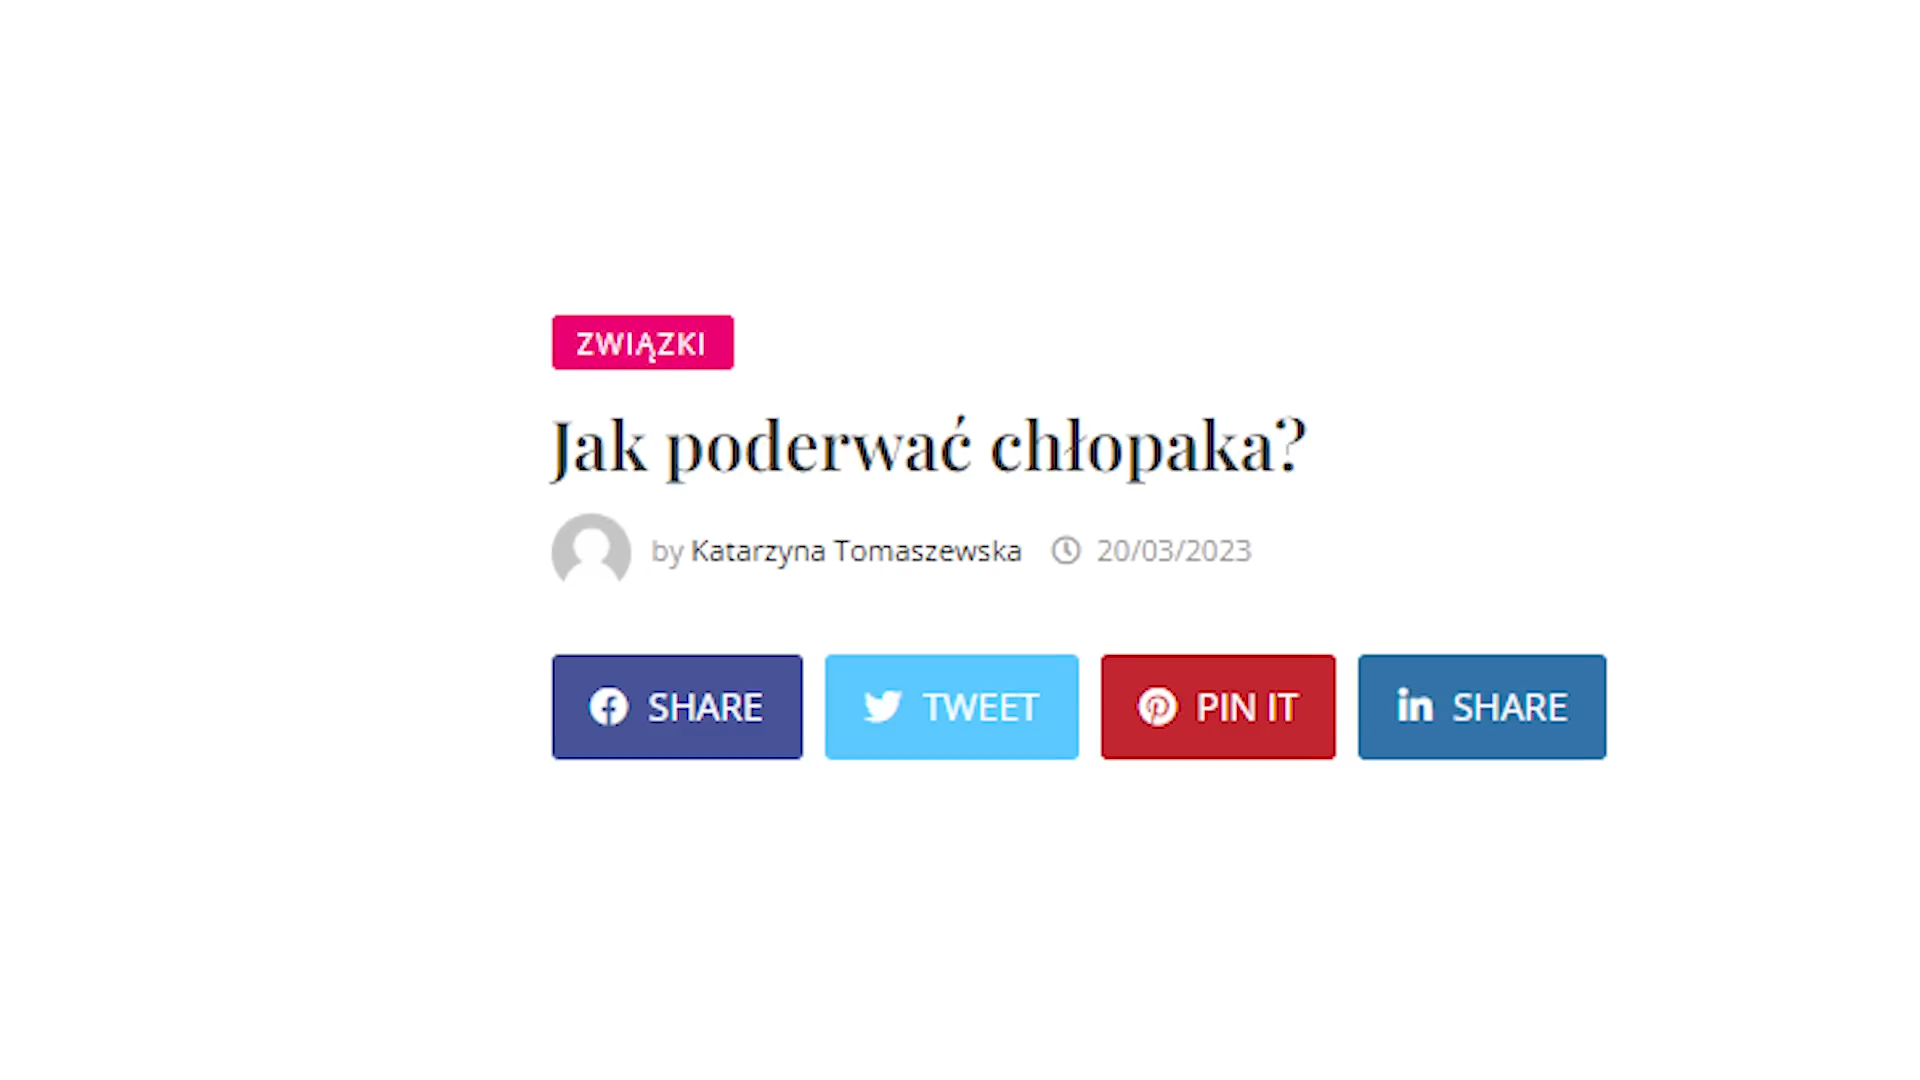 ZWIĄZKI
Jak poderwać chłopaka?
by Katarzyna Tomaszewska 20/03/2023
SHARE TWEET PIN IT SHARE